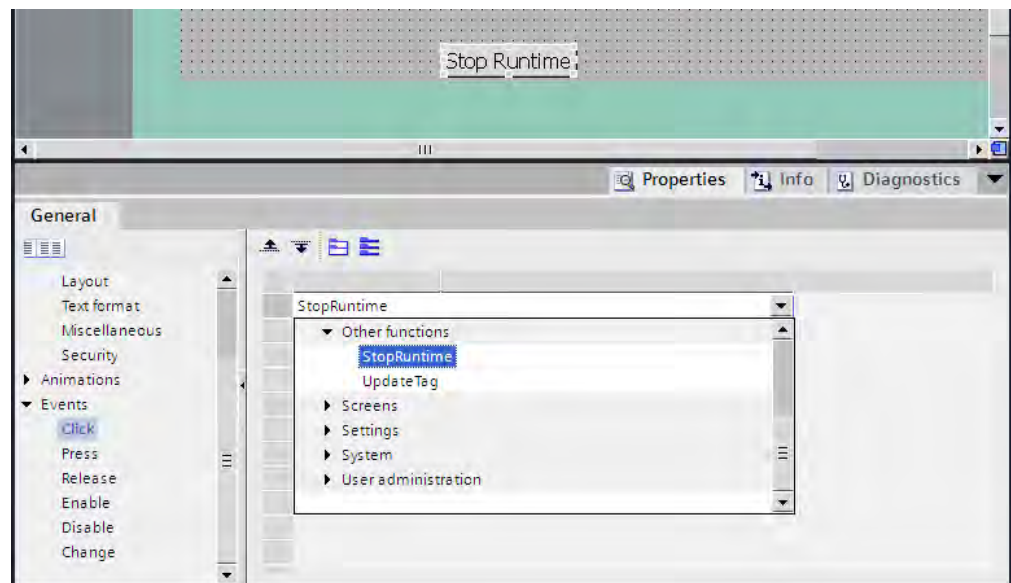 Stop Runtime
Properties Info Diagnostics
General
Layout
Text format
Miscellaneous
Security
Animations
Events
Click
Press
Release
Enable
Disable
Change
StopRuntime
Other functions
StopRuntime
UpdateTag
Screens
Settings
System
User administration